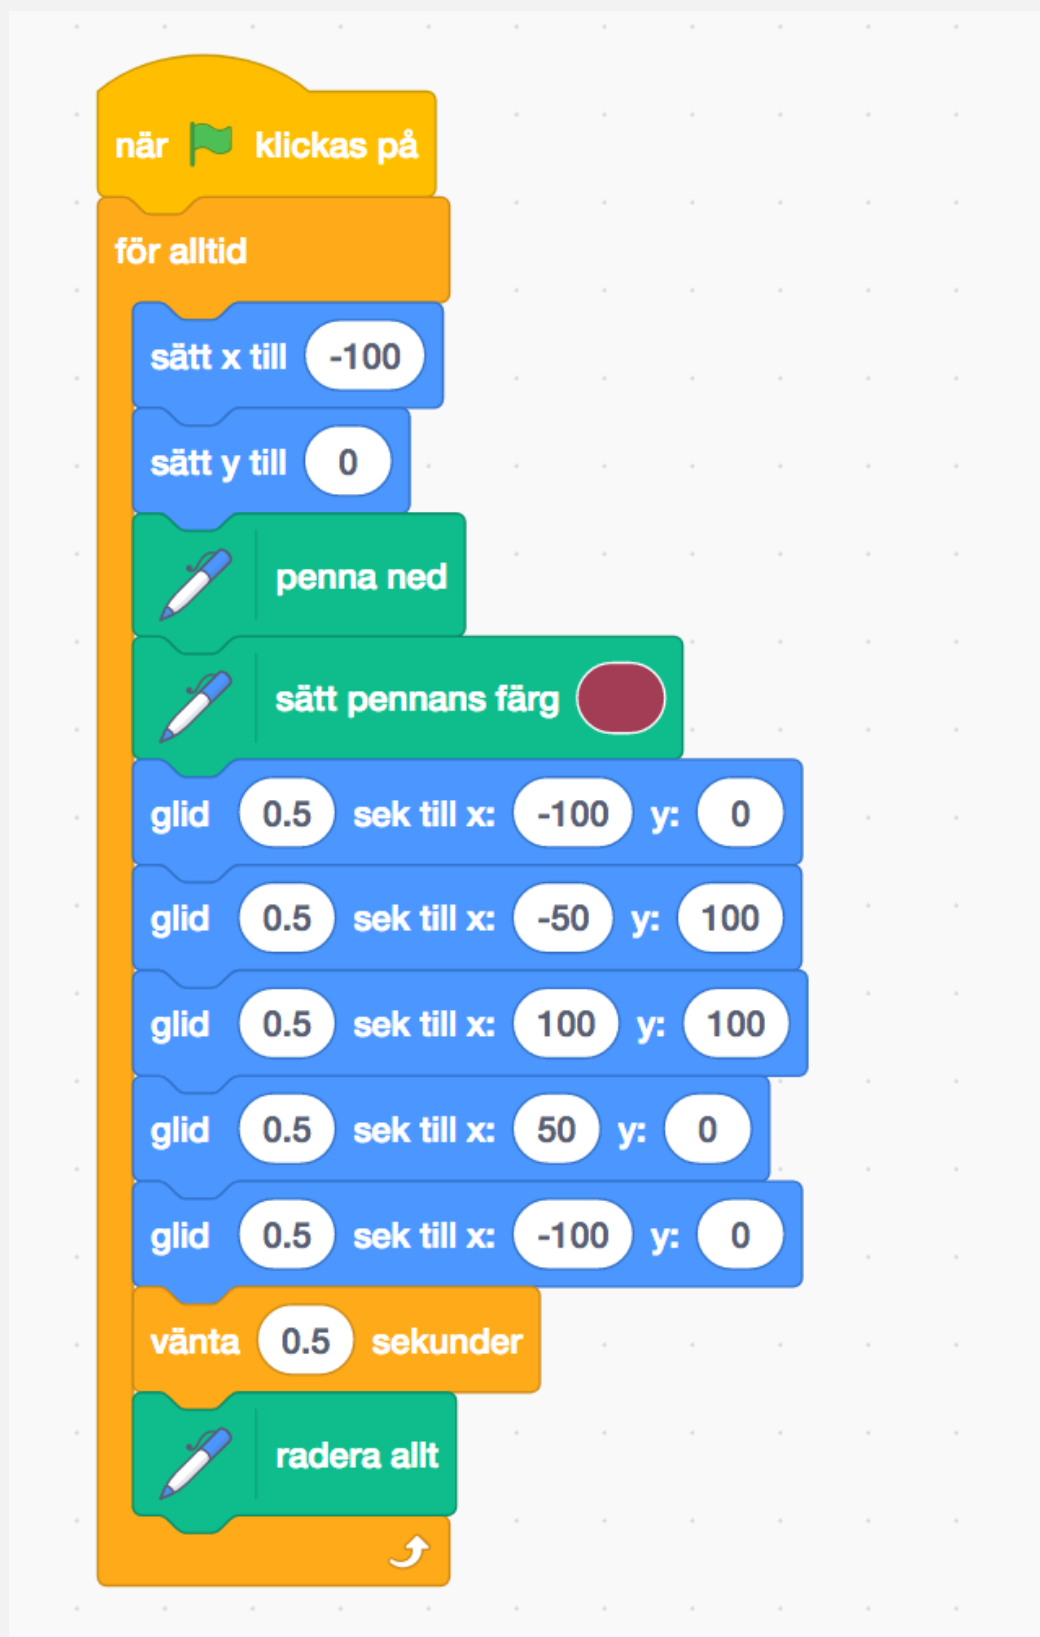 när klickas på
för alltid
sätt x till -100
sätt y till 0
penna ned
sätt pennans färg
glid 0.5 sek till x: -100 y: 0
glid 0.5 sek till x: -50 y: 100
glid 0.5 sek till x: 100 y: 100
glid 0.5 sek till x: 50 y: 0
glid 0.5 sek till x: -100 y: 0
vänta 0.5 sekunder
radera allt